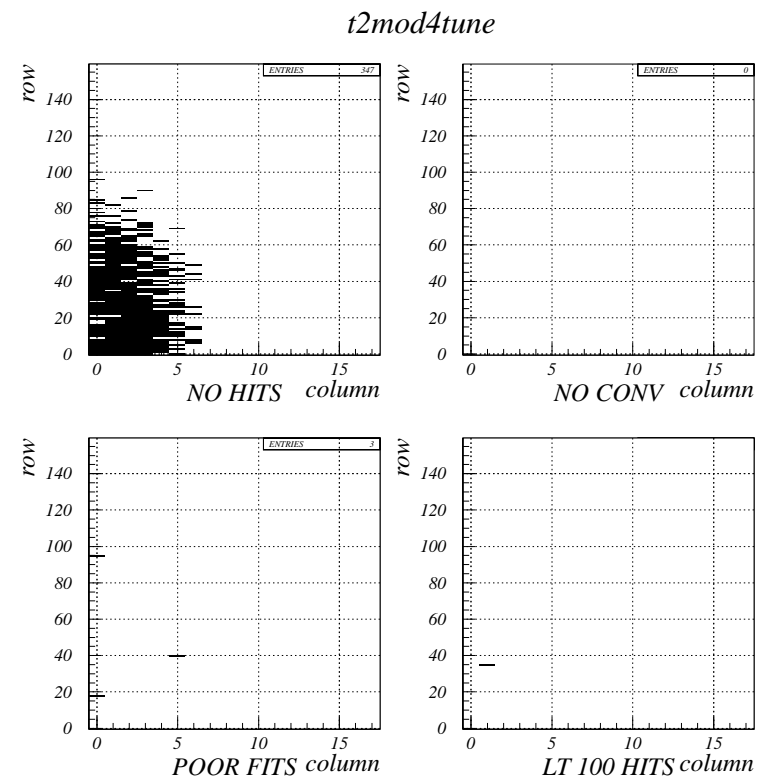 t2mod4tune
row
ENTRIES 347
140
120
100
80
60
40
20
0
0 5 10 15
NO HITS column
row
ENTRIES 0
140
120
100
80
60
40
20
0
0 5 10 15
NO CONV column
row
ENTRIES 3
140
120
100
80
60
40
20
0
0 5 10 15
POOR FITS column
row
140
120
100
80
60
40
20
0
0 5 10 15
LT 100 HITS column